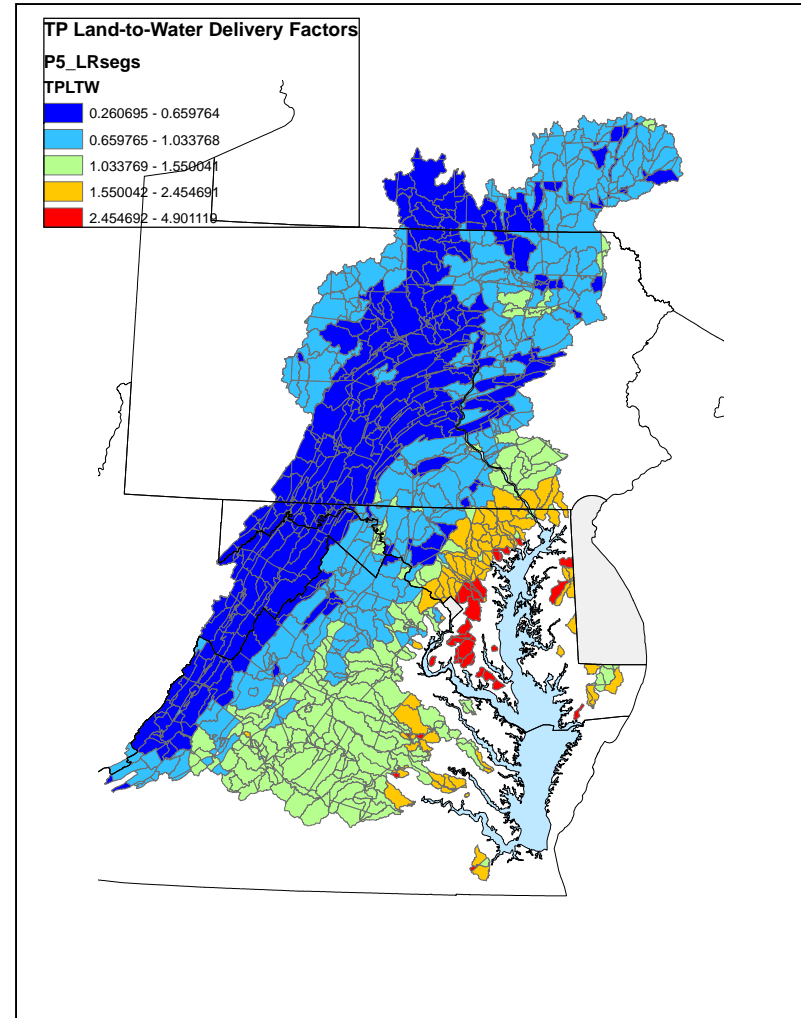 TP Land-to-Water Delivery Factors
P5_LRsegs
TPLTW
0.260695 - 0.659764
0.659765 - 1.033768
1.033769 - 1.550041
1.550042 - 2.454691
2.454692 - 4.901119